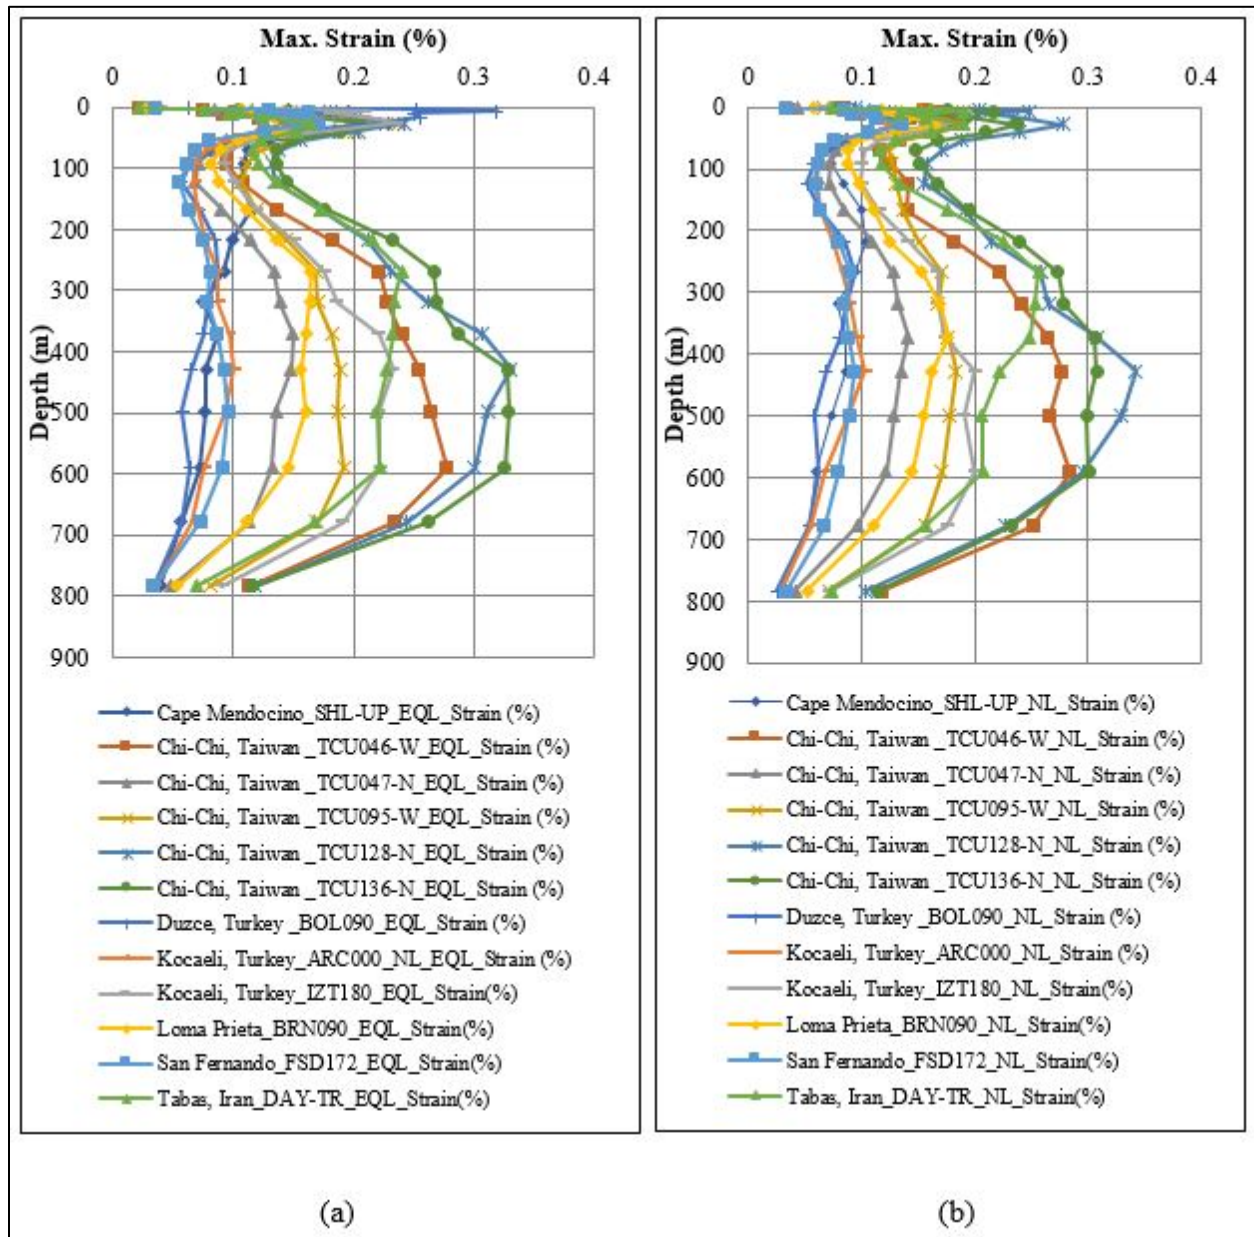 Max. Strain (%)
0 0.1 0.2 0.3 0.4
0
100
200
300
400
500
600
700
800
900
Depth (m)
Cape Mendocino_SHL-UP_EQL_Strain (%)
Chi-Chi, Taiwan _TCU046-W_EQL_Strain (%)
Chi-Chi, Taiwan _TCU047-N_EQL_Strain (%)
Chi-Chi, Taiwan _TCU095-W_EQL_Strain (%)
Chi-Chi, Taiwan _TCU128-N_EQL_Strain (%)
Chi-Chi, Taiwan _TCU136-N_EQL_Strain (%)
Duzce, Turkey _BOL090_EQL_Strain (%)
Kocaeli, Turkey_ARC000_NL_EQL_Strain (%)
Kocaeli, Turkey_IZT180_EQL_Strain(%)
Loma Prieta_BRN090_EQL_Strain(%)
San Fernando_FSD172_EQL_Strain(%)
Tabas, Iran_DAY-TR_EQL_Strain(%)
(a)
Max. Strain (%)
0 0.1 0.2 0.3 0.4
0
100
200
300
400
500
600
700
800
900
Depth (m)
Cape Mendocino_SHL-UP_NL_Strain (%)
Chi-Chi, Taiwan _TCU046-W_NL_Strain (%)
Chi-Chi, Taiwan _TCU047-N_NL_Strain (%)
Chi-Chi, Taiwan _TCU095-W_NL_Strain (%)
Chi-Chi, Taiwan _TCU128-N_NL_Strain (%)
Chi-Chi, Taiwan _TCU136-N_NL_Strain (%)
Duzce, Turkey _BOL090_NL_Strain (%)
Kocaeli, Turkey_ARC000_NL_Strain (%)
Kocaeli, Turkey_IZT180_NL_Strain(%)
Loma Prieta_BRN090_NL_Strain(%)
San Fernando_FSD172_NL_Strain(%)
Tabas, Iran_DAY-TR_NL_Strain(%)
(b)